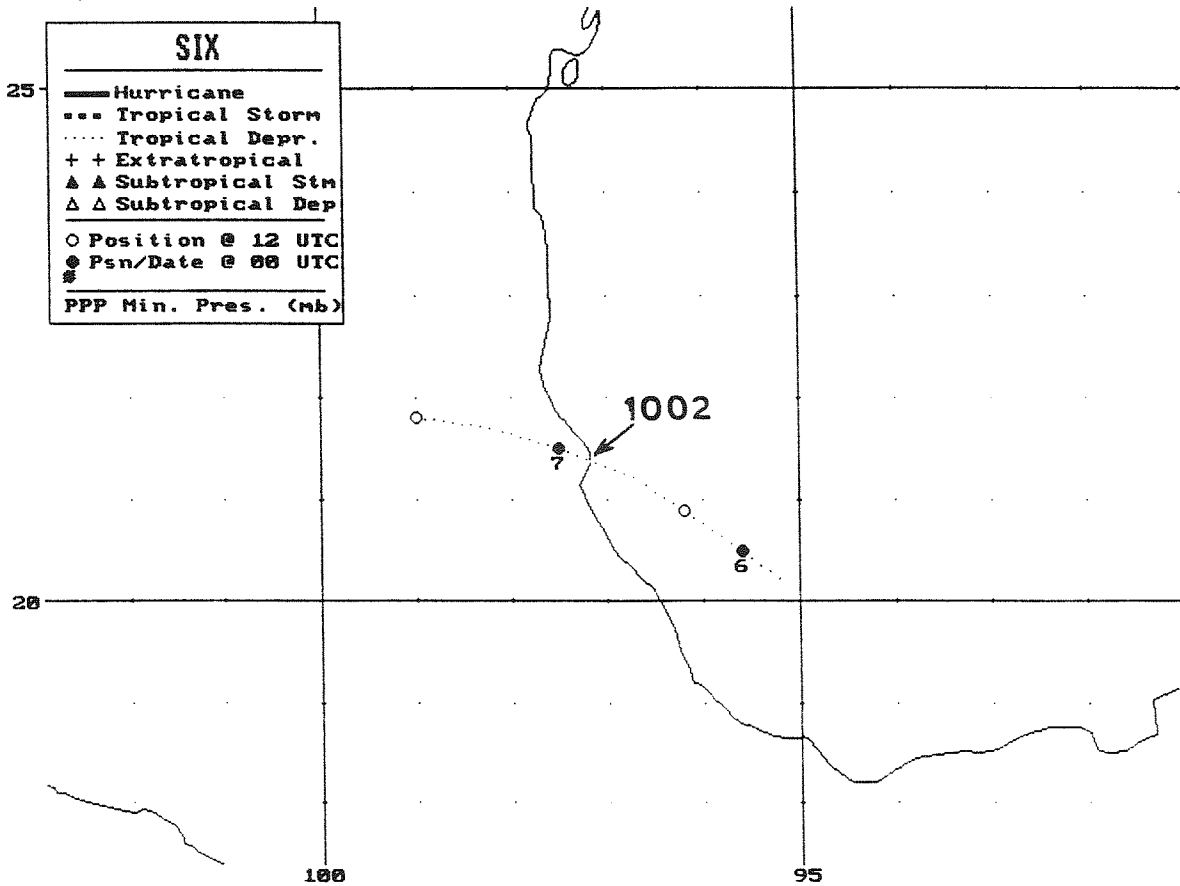 SIX
Hurricane
Tropical Storm
Tropical Depr.
+ + Extratropical
▲ ▲ Subtropical Stm
△ △ Subtropical Dep
○ Position @ 12 UTC
● Psn/Date @ 00 UTC
#
PPP Min. Pres. (mb)
25
1002
7
6
20
100
95